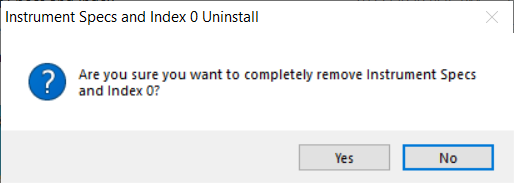 Instrument Specs and Index 0 Uninstall
Are you sure you want to completely remove Instrument Specs
and Index 0?
Yes No